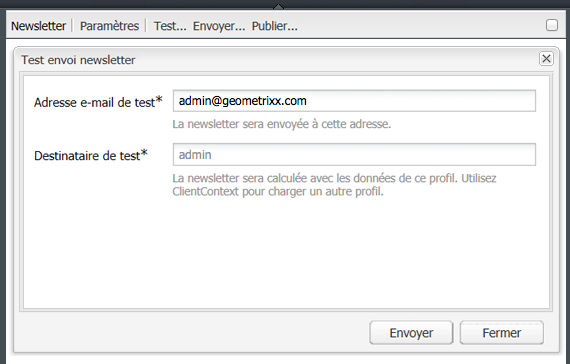 Newsletter Paramètres Test... Envoyer... Publier...
Test envoi newsletter
Adresse e-mail de test* admin@geometrixx.com
La newsletter sera envoyée à cette adresse.
Destinataire de test* admin
La newsletter sera calculée avec les données de ce profil. Utilisez
ClientContext pour charger un autre profil.
Envoyer Fermer